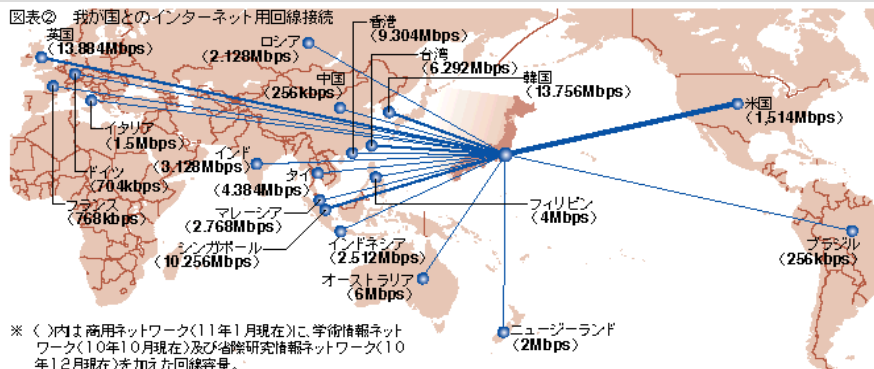 図表② 我が国とのインターネット用回線接続
英国
(13.884Mbps)
ロシア
(2.128Mbps)
香港
(9.304Mbps)
台湾
(6.292Mbps)
中国
(256kbps)
韓国
(13.756Mbps)
米国
(1,514Mbps)
イタリア
(1.5Mbps)
インド
(3.128Mbps)
ドイツ
(704kbps)
タイ
(4.384Mbps)
フランス
(768kbps)
フィリピン
(4Mbps)
マレーシア
(2.768Mbps)
シンガポール
(10.256Mbps)
インドネシア
(2.512Mbps)
ブラジル
(256kbps)
オーストラリア
(6Mbps)
ニュージーランド
(2Mbps)
※ ( )内は商用ネットワーク(11年1月現在)に、学術情報ネット
ワーク(10年10月現在)及び省際研究情報ネットワーク(10
年12月現在)を加えた回線容量。